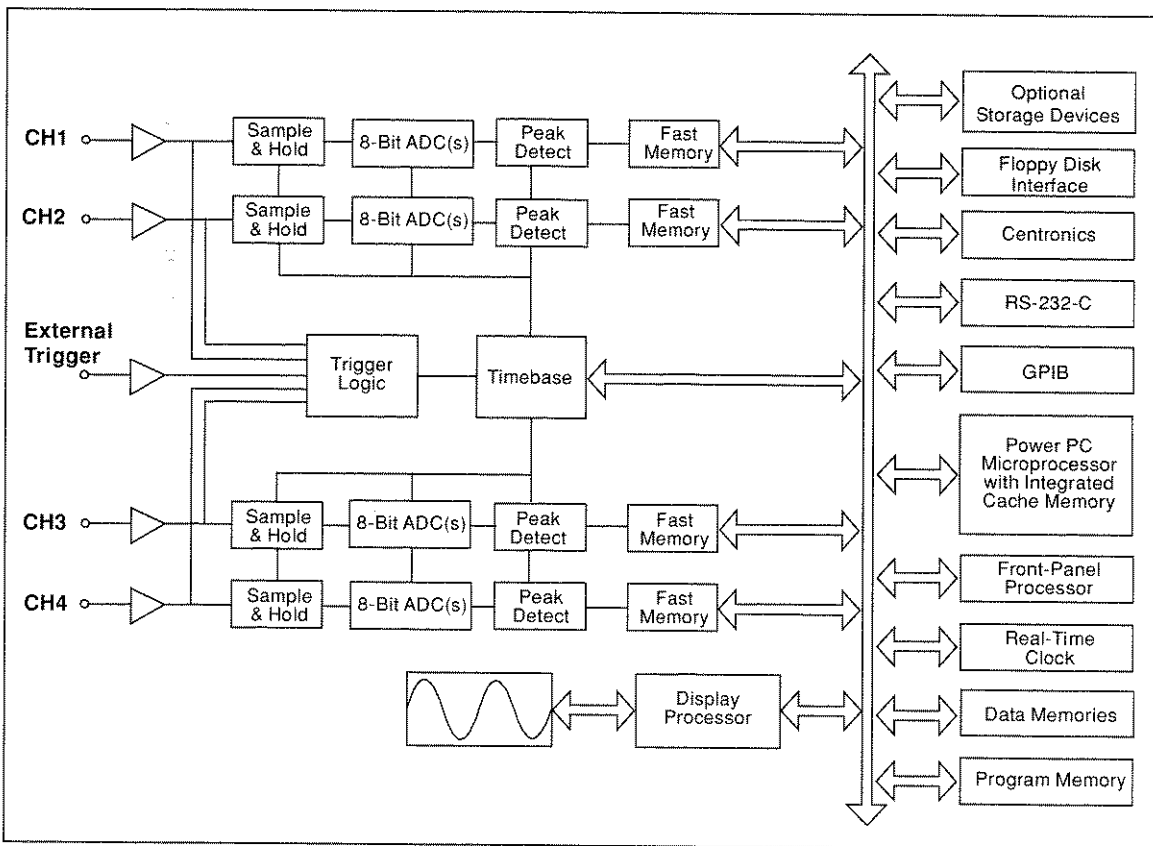 CH1
Sample
& Hold
8-Bit ADC(s)
Peak
Detect
Fast
Memory
CH2
Sample
& Hold
8-Bit ADC(s)
Peak
Detect
Fast
Memory
External
Trigger
Trigger
Logic
Timebase
CH3
Sample
& Hold
8-Bit ADC(s)
Peak
Detect
Fast
Memory
CH4
Sample
& Hold
8-Bit ADC(s)
Peak
Detect
Fast
Memory
Display
Processor
Optional
Storage Devices
Floppy Disk
Interface
Centronics
RS-232-C
GPIB
Power PC
Microprocessor
with Integrated
Cache Memory
Front-Panel
Processor
Real-Time
Clock
Data Memories
Program Memory